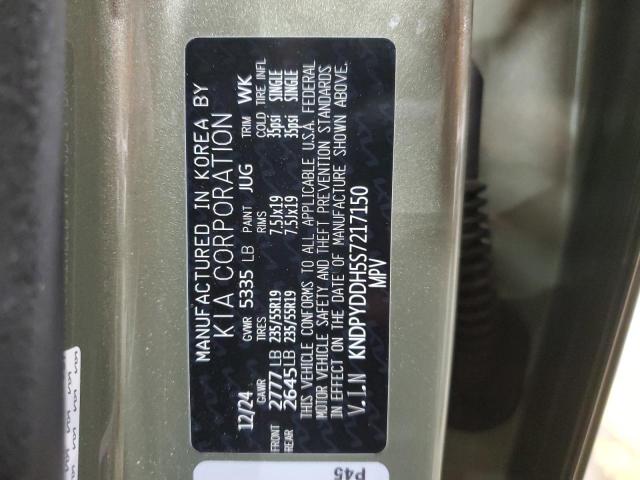 MANUFACTURED IN KOREA BY
KIA CORPORATION
12/24 GVWR 5335 LB PAINT JUG TRIM WK
GAWR TIRES RIMS COLD TIRE INFL
FRONT 2777 LB 235/55R19 7.5Jx19 35psi SINGLE
REAR 2645 LB 235/55R19 7.5Jx19 35psi SINGLE
THIS VEHICLE CONFORMS TO ALL APPLICABLE U.S.A. FEDERAL
MOTOR VEHICLE SAFETY AND THEFT PREVENTION STANDARDS
IN EFFECT ON THE DATE OF MANUFACTURE SHOWN ABOVE.
V.I.N KNDPYDDH5S7217150
MPV
P45